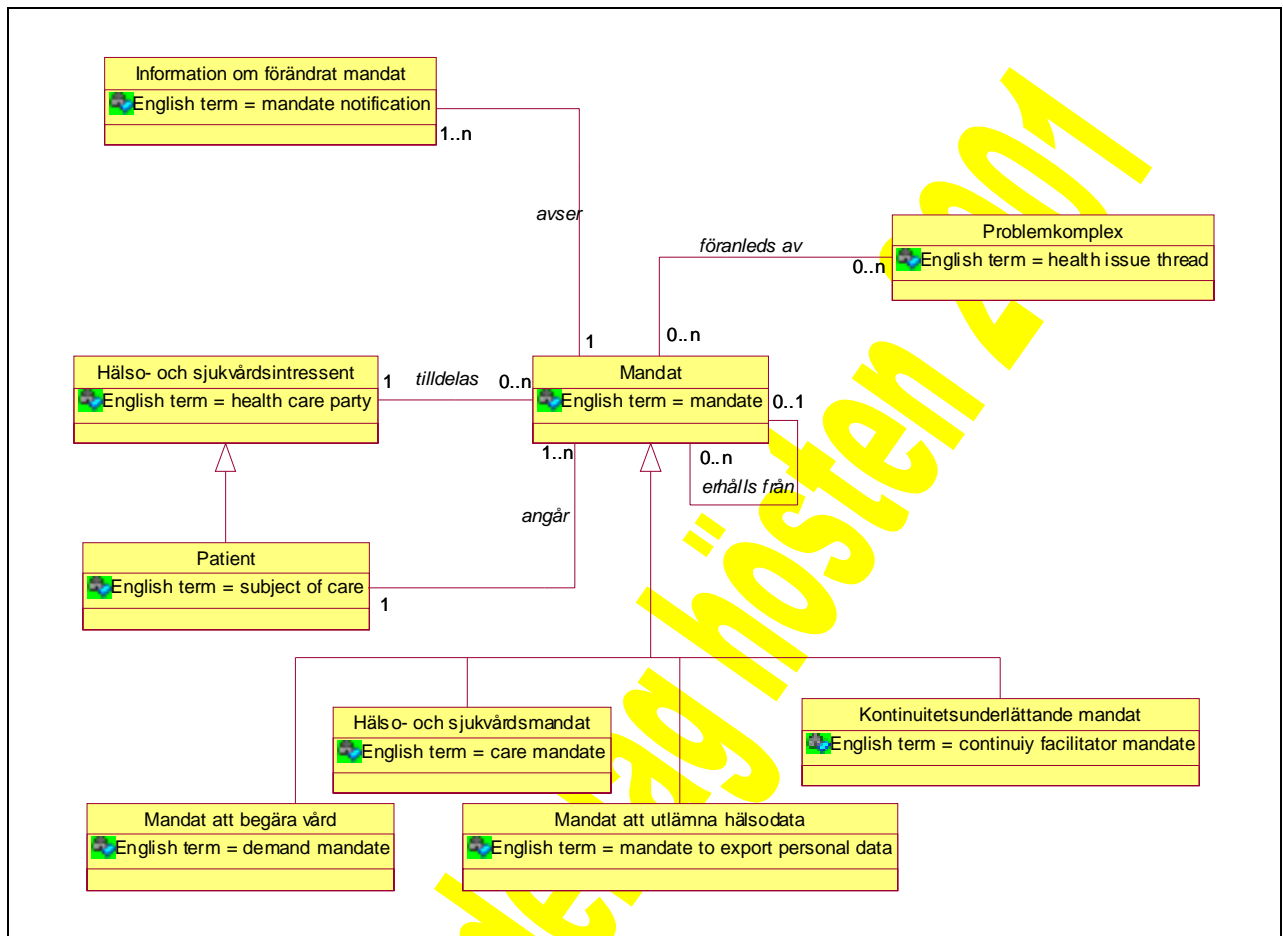 Information om förändrat mandat
English term = mandate notification
1..n
avser
Problemkomplex
English term = health issue thread
föranleds av
0..n
0..n
1
Hälso- och sjukvårdsintressent
English term = health care party
1
tilldelas
0..n
Mandat
English term = mandate
0..1
1..n
0..n
erhålls från
angår
Patient
English term = subject of care
1
Hälso- och sjukvårdsmandat
English term = care mandate
Kontinuitetsunderlättande mandat
English term = continuiy facilitator mandate
Mandat att begära vård
English term = demand mandate
Mandat att utlämna hälsodata
English term = mandate to export personal data
hösten 2001